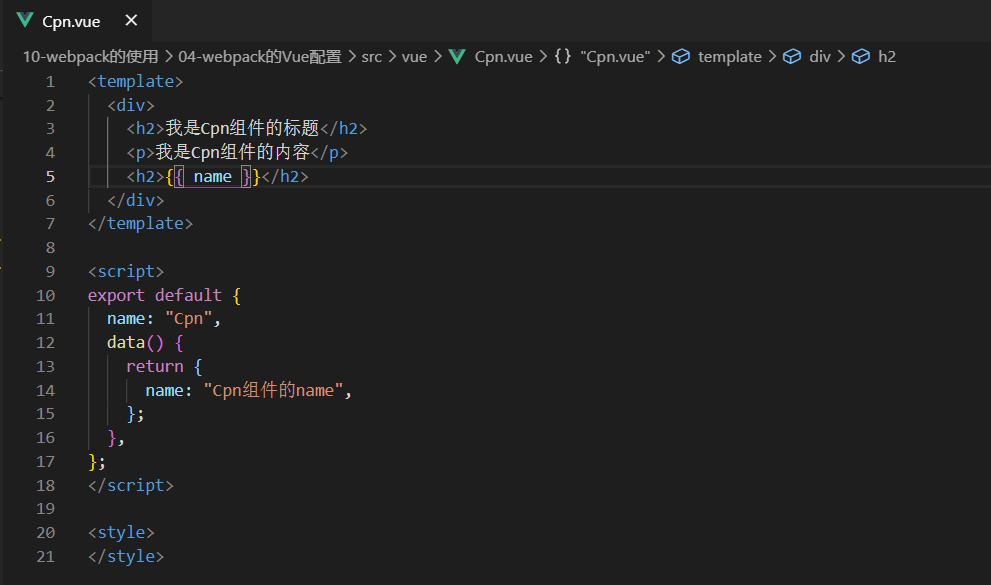 Cpn.vue ×
10-webpack的使用 > 04-webpack的Vue配置 > src > vue > Cpn.vue > {} "Cpn.vue" > template > div > h2
1 <template>
2   <div>
3     <h2>我是Cpn组件的标题</h2>
4     <p>我是Cpn组件的内容</p>
5     <h2>{{ name }}</h2>
6   </div>
7 </template>
8
9 <script>
10 export default {
11   name: "Cpn",
12   data() {
13     return {
14       name: "Cpn组件的name",
15     };
16   },
17 };
18 </script>
19
20 <style>
21 </style>